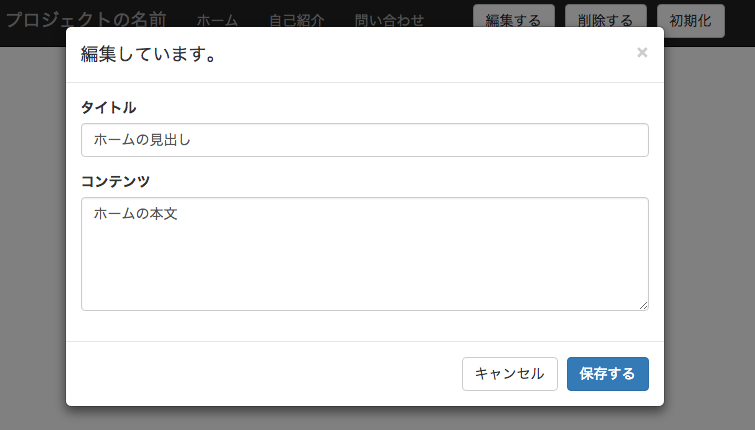 プロジェクトの名前 ホーム 自己紹介 問い合わせ 編集する 削除する 初期化
編集しています。 ×
タイトル
ホームの見出し
コンテンツ
ホームの本文
キャンセル 保存する